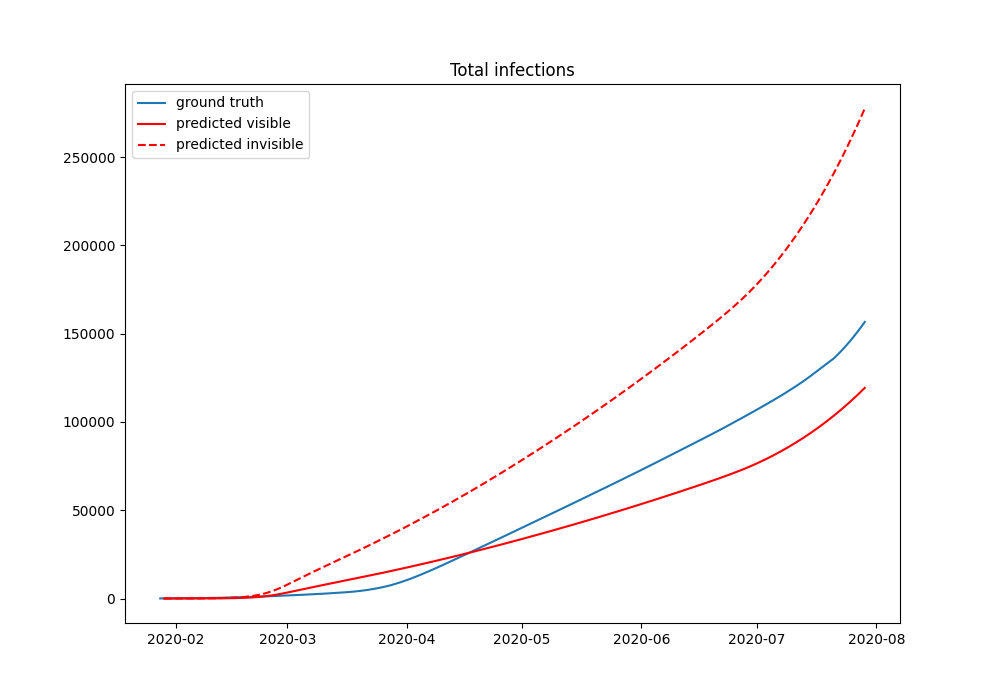 Total infections
ground truth
predicted visible
predicted invisible
250000
200000
150000
100000
50000
0
2020-02 2020-03 2020-04 2020-05 2020-06 2020-07 2020-08